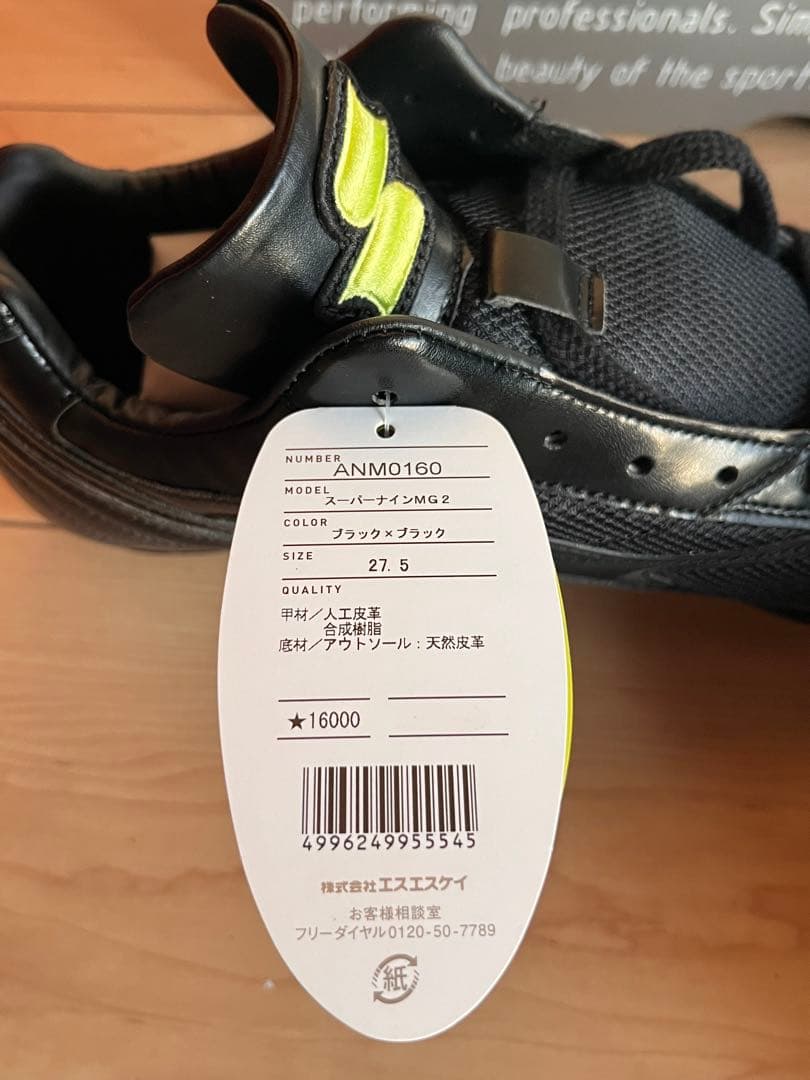 performing professionals. Sim
beauty of the sport
NUMBER ANM0160
MODEL スーパーナインMG2
COLOR ブラック×ブラック
SIZE 27.5
QUALITY
甲材/人工皮革
合成樹脂
底材/アウトソール:天然皮革
★16000
4996249955545
株式会社エスエスケイ
お客様相談室
フリーダイヤル0120-50-7789
紙